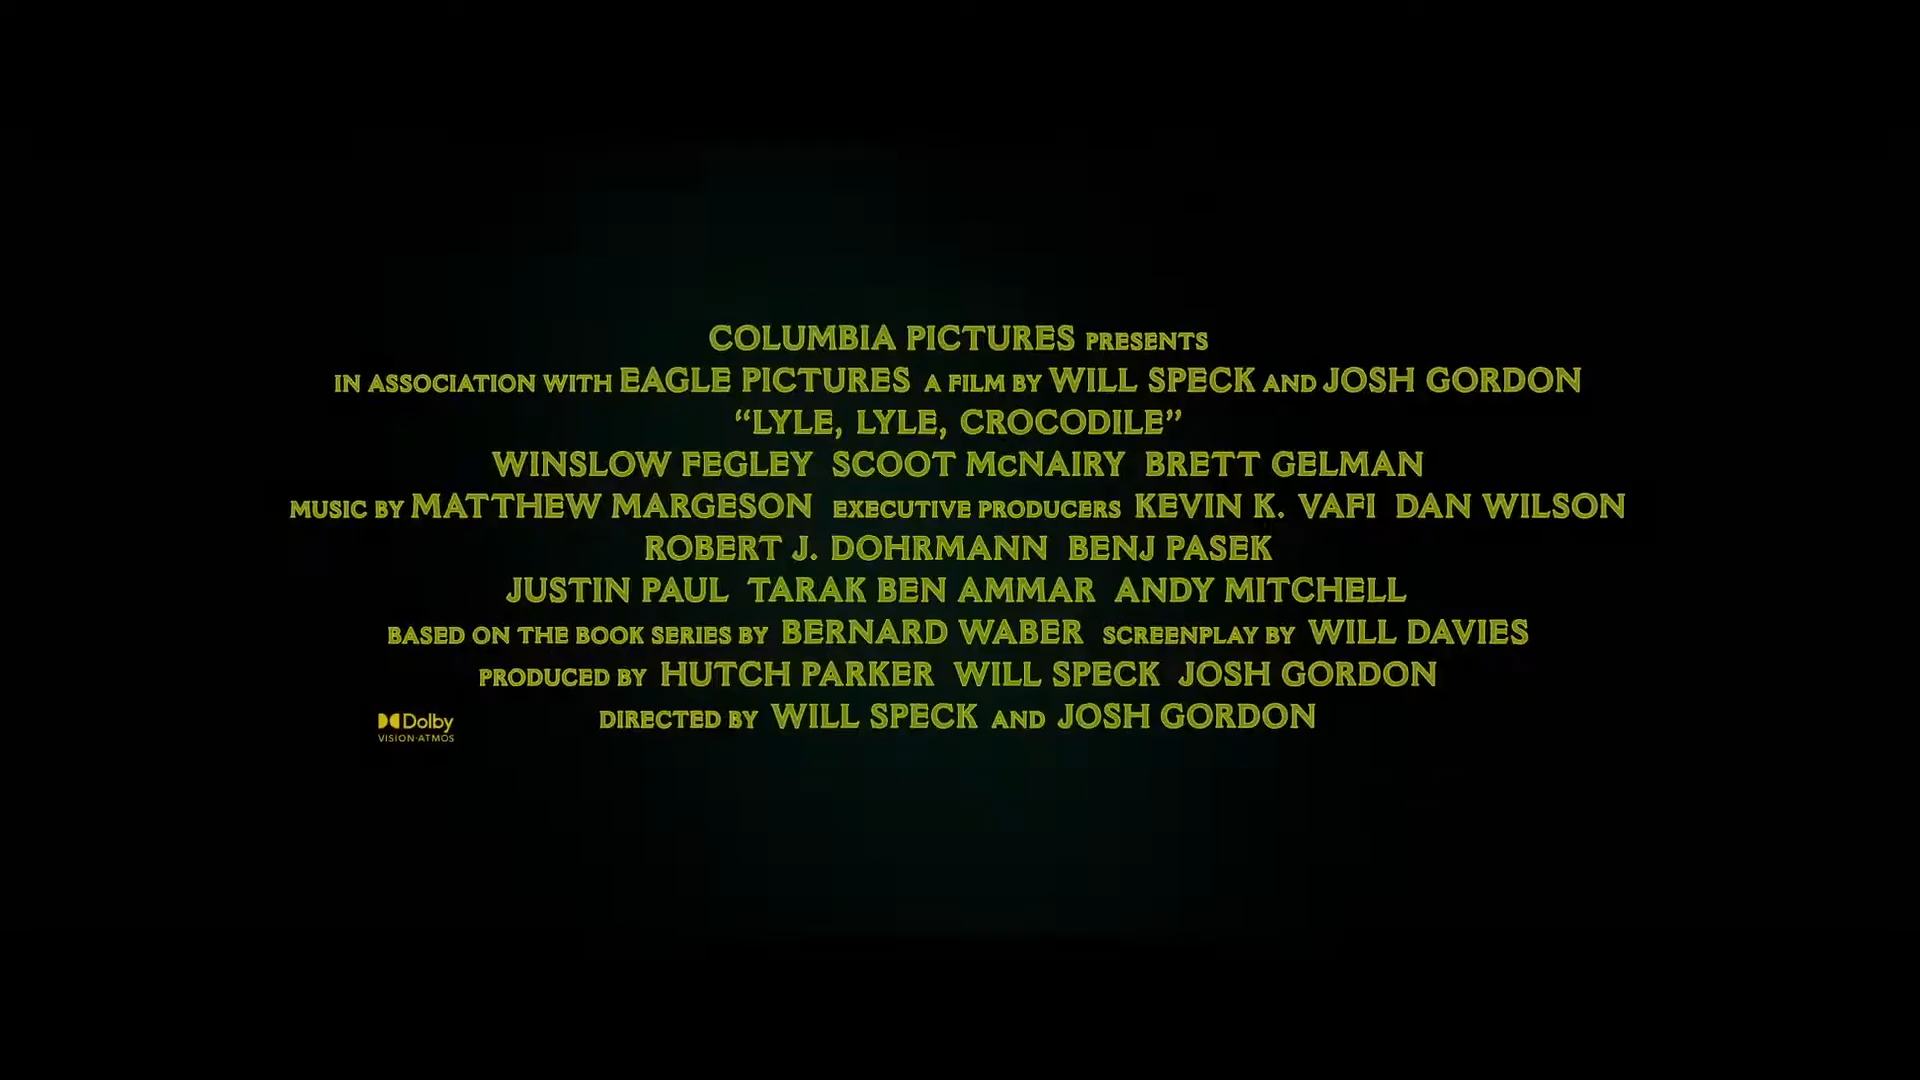 COLUMBIA PICTURES PRESENTS
IN ASSOCIATION WITH EAGLE PICTURES A FILM BY WILL SPECK AND JOSH GORDON
“LYLE, LYLE, CROCODILE”
WINSLOW FEGLEY SCOOT McNAIRY BRETT GELMAN
MUSIC BY MATTHEW MARGESON EXECUTIVE PRODUCERS KEVIN K. VAFI DAN WILSON
ROBERT J. DOHRMANN BENJ PASEK
JUSTIN PAUL TARAK BEN AMMAR ANDY MITCHELL
BASED ON THE BOOK SERIES BY BERNARD WABER SCREENPLAY BY WILL DAVIES
PRODUCED BY HUTCH PARKER WILL SPECK JOSH GORDON
DIRECTED BY WILL SPECK AND JOSH GORDON
Dolby
VISION·ATMOS